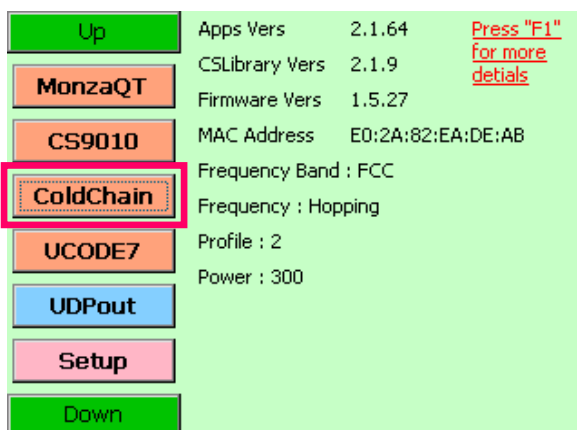 Up
MonzaQT
CS9010
ColdChain
UCODE7
UDPout
Setup
Down
Apps Vers 2.1.64
CSLibrary Vers 2.1.9
Firmware Vers 1.5.27
MAC Address E0:2A:82:EA:DE:AB
Frequency Band : FCC
Frequency : Hopping
Profile : 2
Power : 300
Press "F1"
for more
detials